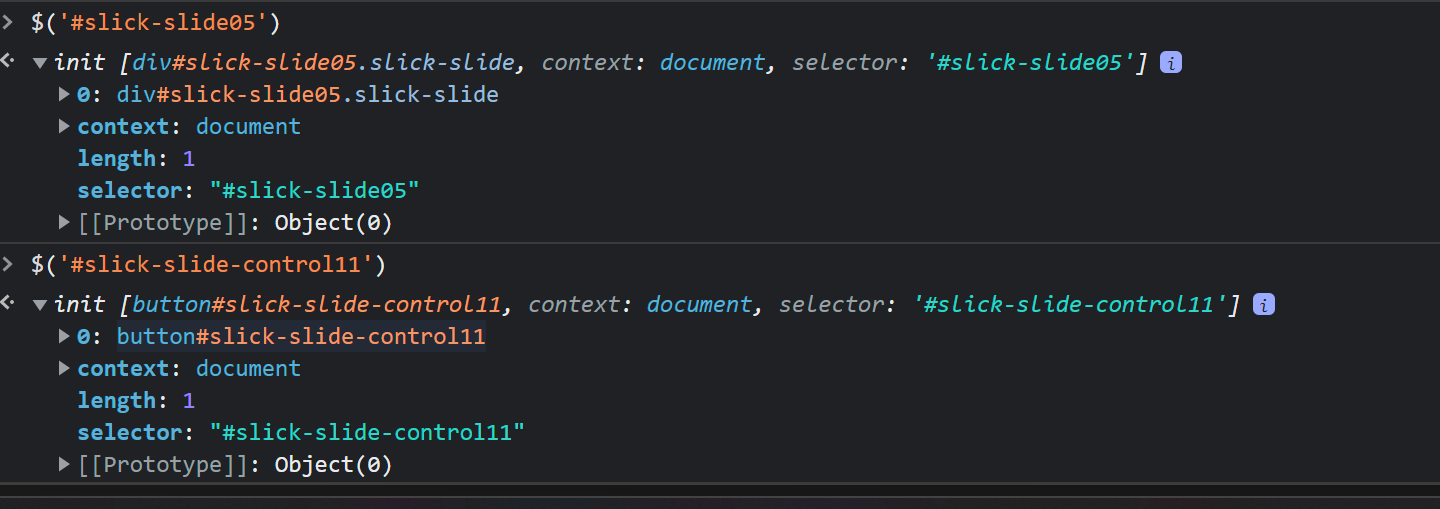 $('#slick-slide05')
init [div#slick-slide05.slick-slide, context: document, selector: '#slick-slide05'] i
0: div#slick-slide05.slick-slide
context: document
length: 1
selector: "#slick-slide05"
[[Prototype]]: Object(0)
$('#slick-slide-control11')
init [button#slick-slide-control11, context: document, selector: '#slick-slide-control11'] i
0: button#slick-slide-control11
context: document
length: 1
selector: "#slick-slide-control11"
[[Prototype]]: Object(0)